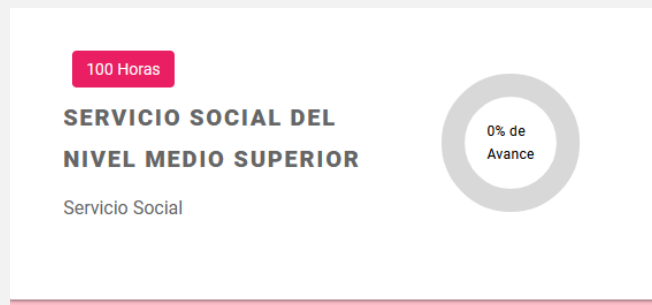 100 Horas
SERVICIO SOCIAL DEL
NIVEL MEDIO SUPERIOR
Servicio Social
0% de
Avance